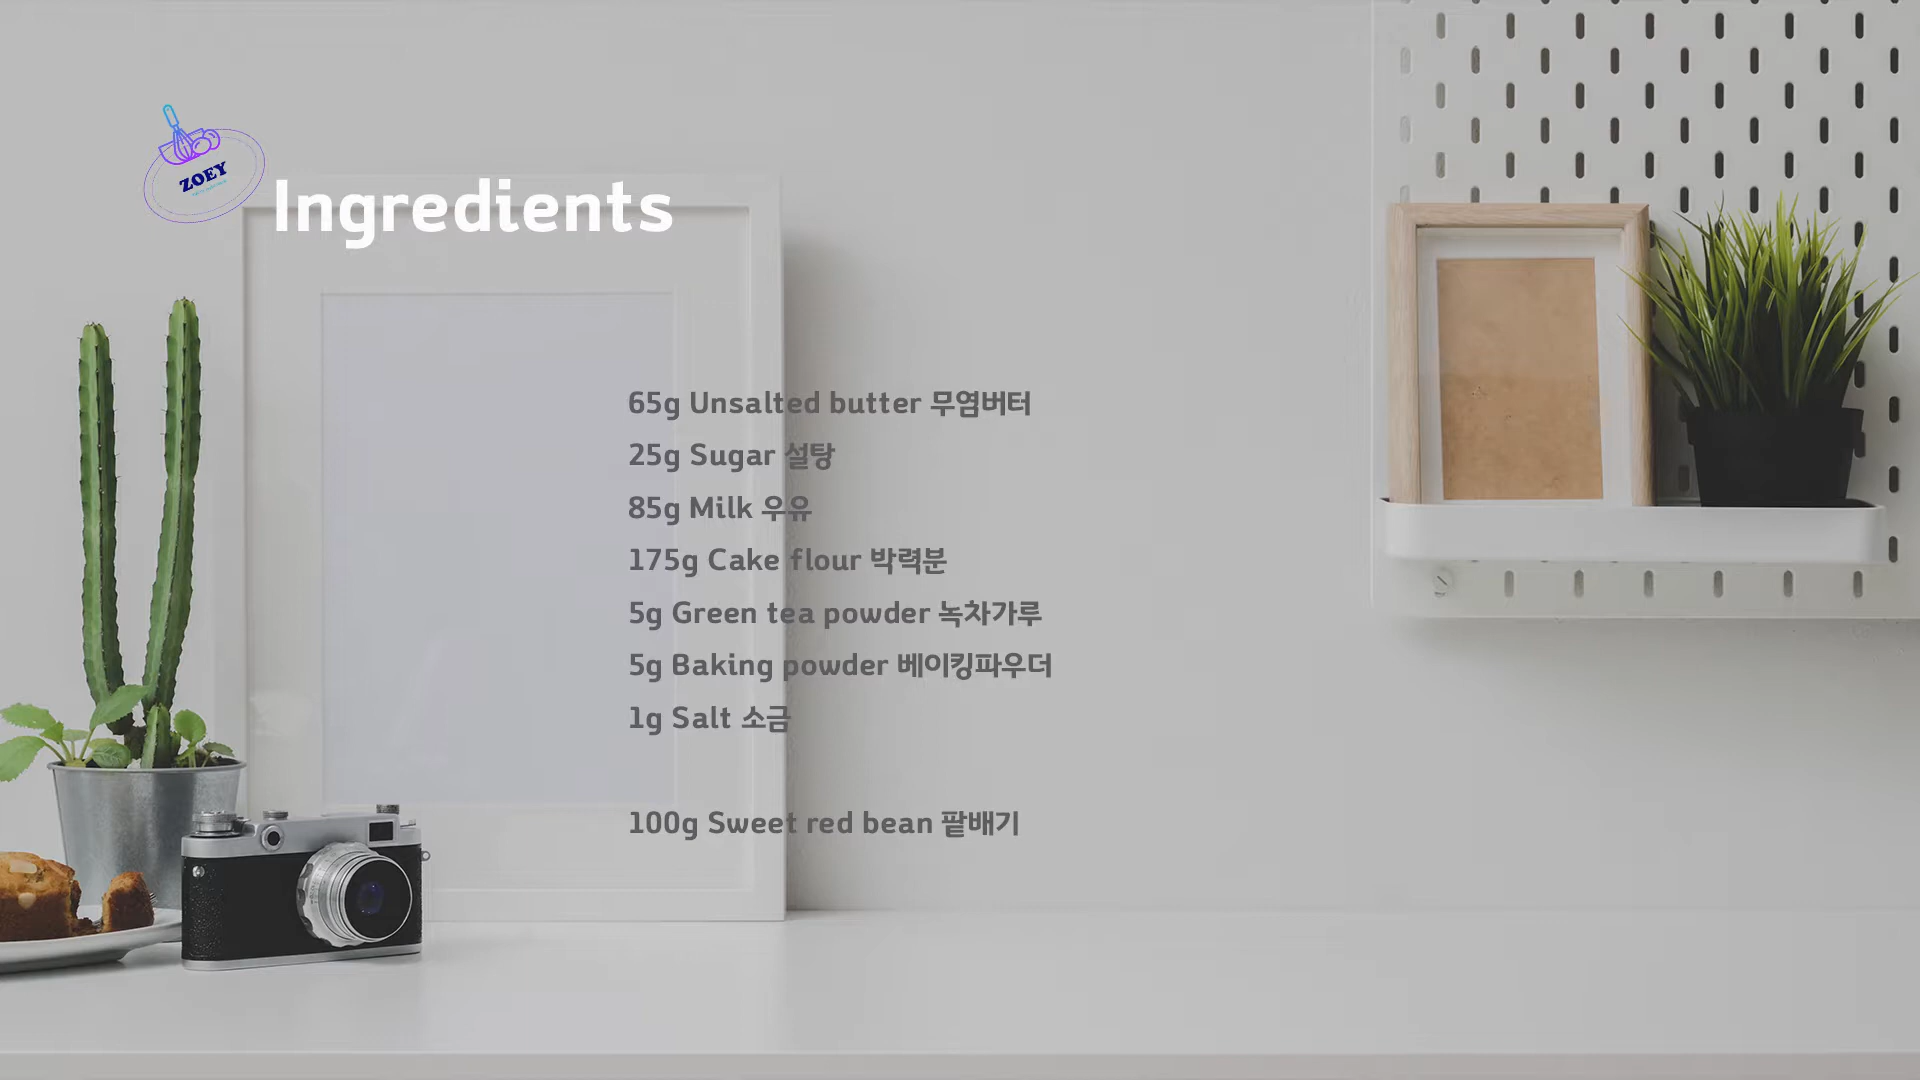 ZOEY
Ingredients
65g Unsalted butter 무염버터
25g Sugar 설탕
85g Milk 우유
175g Cake flour 박력분
5g Green tea powder 녹차가루
5g Baking powder 베이킹파우더
1g Salt 소금
100g Sweet red bean 팥배기